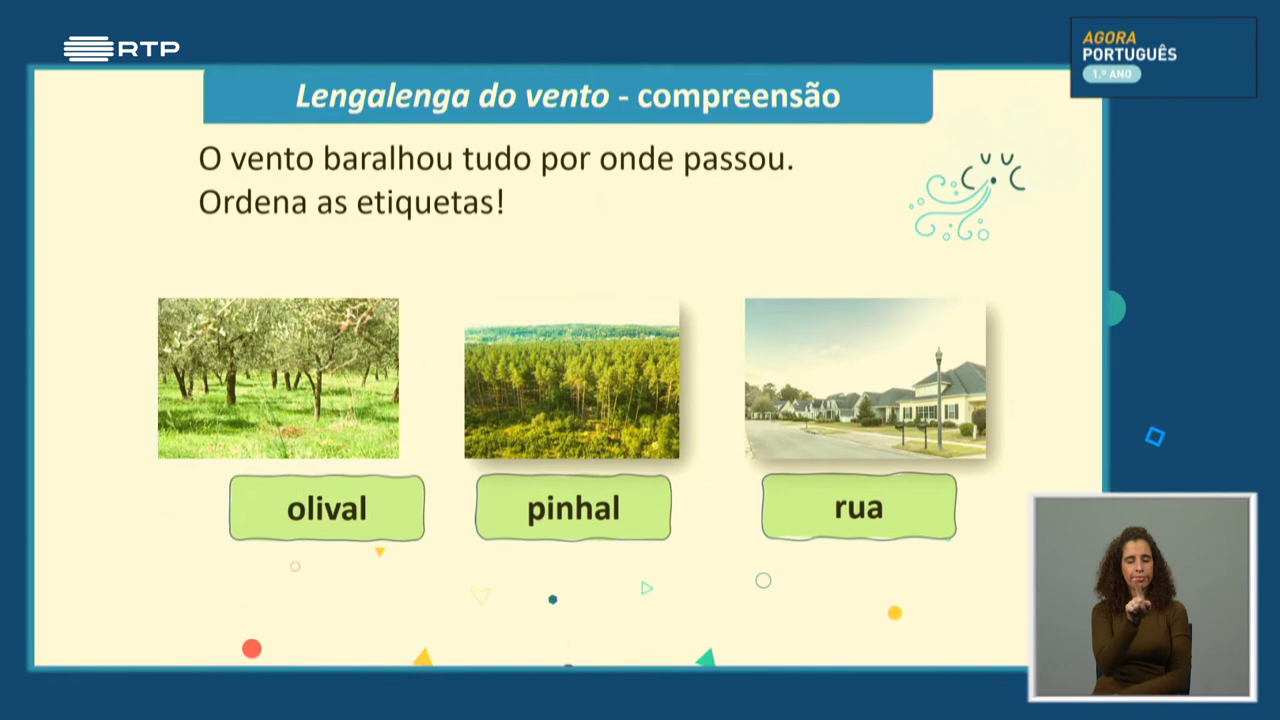 RTP
AGORA
PORTUGUÊS
1.º ANO
Lengalenga do vento - compreensão
O vento baralhou tudo por onde passou.
Ordena as etiquetas!
olival
pinhal
rua